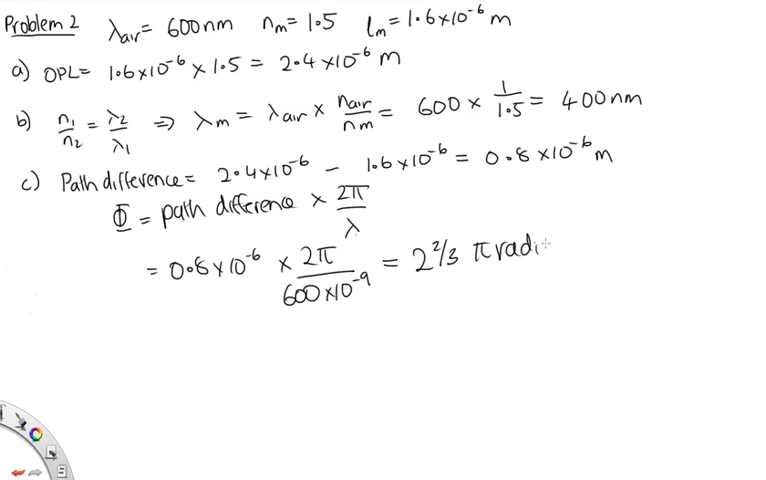 Problem 2 λair = 600nm nm = 1.5 lm = 1.6×10⁻⁶ m
a) OPL = 1.6×10⁻⁶ × 1.5 = 2.4×10⁻⁶ m
b) n₁/n₂ = λ₂/λ₁ ⇒ λm = λair × nair/nm = 600 × 1/1.5 = 400nm
c) Path difference = 2.4×10⁻⁶ − 1.6×10⁻⁶ = 0.8×10⁻⁶ m
Φ = path difference × 2π/λ
= 0.8×10⁻⁶ × 2π/600×10⁻⁹ = 2 2/3 π radi